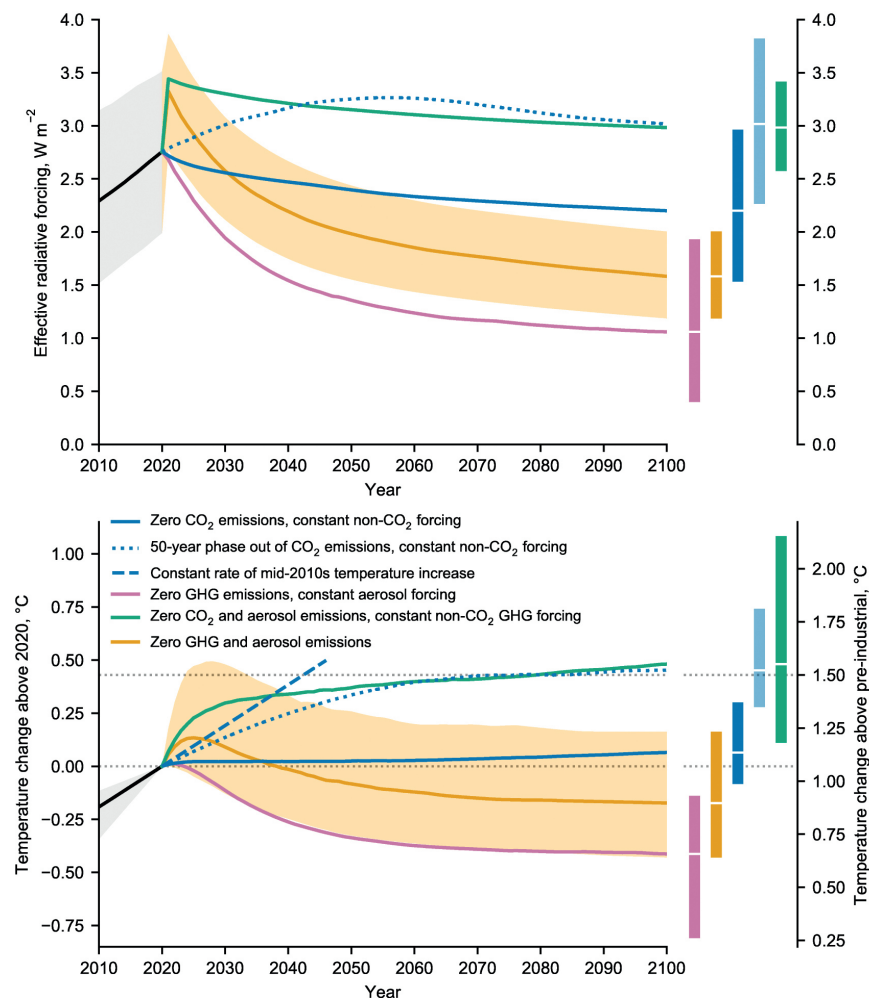 Effective radiative forcing, W m⁻²
4.0
3.5
3.0
2.5
2.0
1.5
1.0
0.5
0.0
4.0
3.5
3.0
2.5
2.0
1.5
1.0
0.5
0.0
2010 2020 2030 2040 2050 2060 2070 2080 2090 2100
Year
Zero CO₂ emissions, constant non-CO₂ forcing
50-year phase out of CO₂ emissions, constant non-CO₂ forcing
Constant rate of mid-2010s temperature increase
Zero GHG emissions, constant aerosol forcing
Zero CO₂ and aerosol emissions, constant non-CO₂ GHG forcing
Zero GHG and aerosol emissions
Temperature change above 2020, °C
1.00
0.75
0.50
0.25
0.00
−0.25
−0.50
−0.75
Temperature change above pre-industrial, °C
2.00
1.75
1.50
1.25
1.00
0.75
0.50
0.25
2010 2020 2030 2040 2050 2060 2070 2080 2090 2100
Year